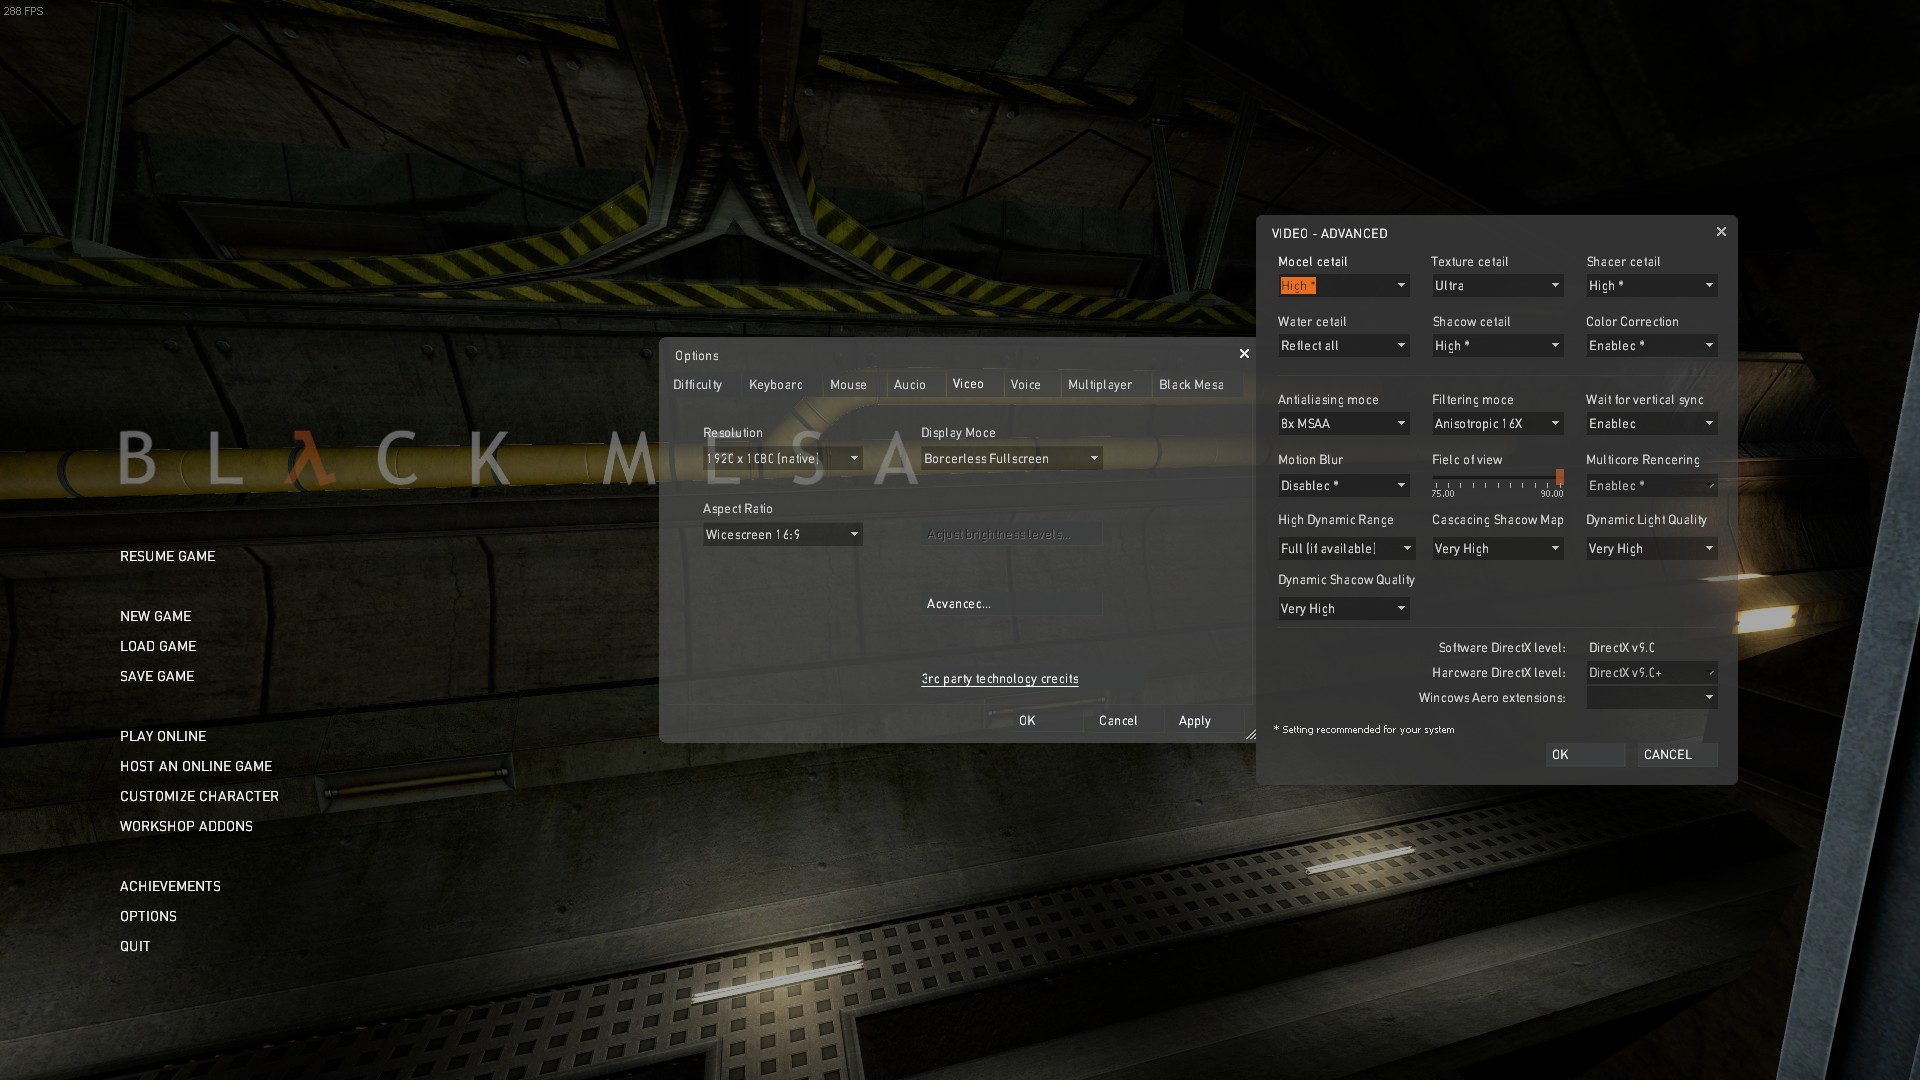 288 FPS
BLΛCK MESA
RESUME GAME
NEW GAME
LOAD GAME
SAVE GAME
PLAY ONLINE
HOST AN ONLINE GAME
CUSTOMIZE CHARACTER
WORKSHOP ADDONS
ACHIEVEMENTS
OPTIONS
QUIT
Options
Difficulty Keyboarc Mouse Aucio Viceo Voice Multiplayer Black Mesa
Resolution Display Moce
1920 x 1080 (native) Borcerless Fullscreen
Aspect Ratio
Wicescreen 16:9 Acjust brightness levels...
Acvancec...
3rc party technology crecits
OK Cancel Apply
VIDEO - ADVANCED
Mocel cetail Texture cetail Shacer cetail
High * Ultra High *
Water cetail Shacow cetail Color Correction
Reflect all High * Enablec *
Antialiasing moce Filtering moce Wait for vertical sync
8x MSAA Anisotropic 16X Enablec
Motion Blur Fielc of view Multicore Rencering
Disablec * 75.00 90.00 Enablec *
High Dynamic Range Cascacing Shacow Map Dynamic Light Quality
Full (if available) Very High Very High
Dynamic Shacow Quality
Very High
Software DirectX level: DirectX v9.0
Harcware DirectX level: DirectX v9.0+
Wincows Aero extensions:
* Setting recommended for your system
OK CANCEL